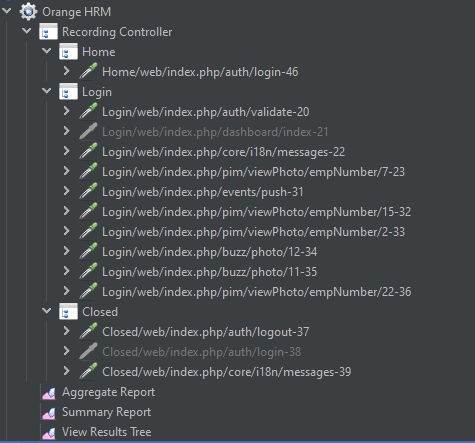 Orange HRM
Recording Controller
Home
Home/web/index.php/auth/login-46
Login
Login/web/index.php/auth/validate-20
Login/web/index.php/dashboard/index-21
Login/web/index.php/core/i18n/messages-22
Login/web/index.php/pim/viewPhoto/empNumber/7-23
Login/web/index.php/events/push-31
Login/web/index.php/pim/viewPhoto/empNumber/15-32
Login/web/index.php/pim/viewPhoto/empNumber/2-33
Login/web/index.php/buzz/photo/12-34
Login/web/index.php/buzz/photo/11-35
Login/web/index.php/pim/viewPhoto/empNumber/22-36
Closed
Closed/web/index.php/auth/logout-37
Closed/web/index.php/auth/login-38
Closed/web/index.php/core/i18n/messages-39
Aggregate Report
Summary Report
View Results Tree